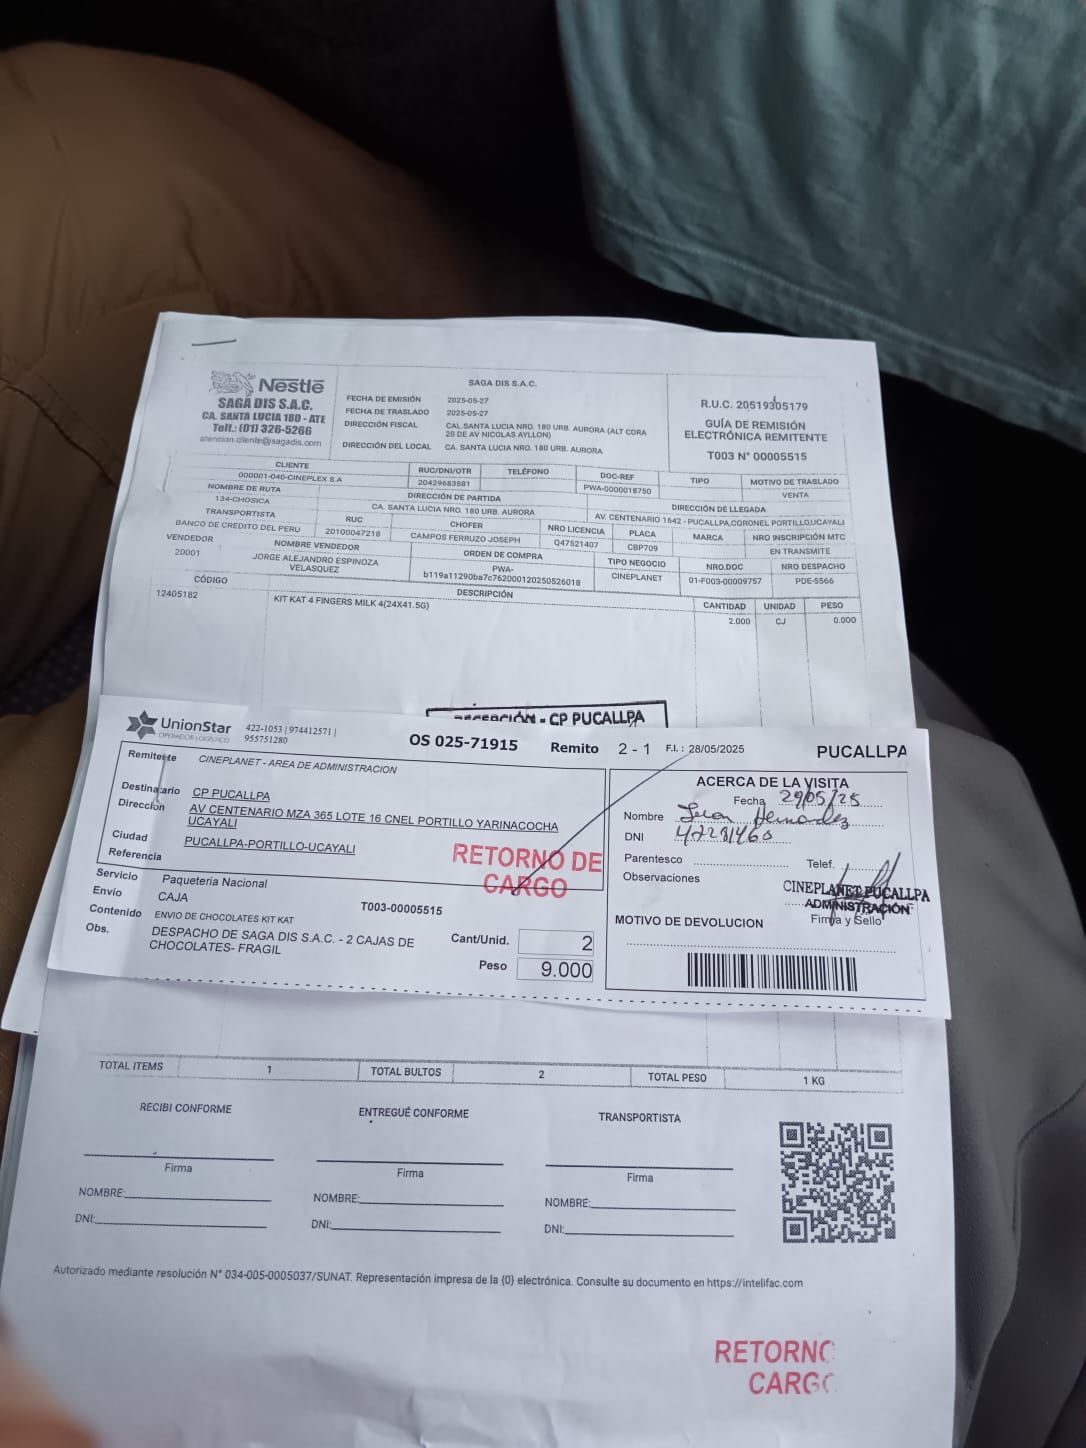 Nestlé
SAGA DIS S.A.C.
CA. SANTA LUCIA 180 - ATE
Telf.: (01) 326-5266
atencion.cliente@sagadis.com
SAGA DIS S.A.C.
FECHA DE EMISIÓN 2025-05-27
FECHA DE TRASLADO 2025-05-27
DIRECCIÓN FISCAL CAL SANTA LUCIA NRO. 180 URB. AURORA (ALT CDRA
20 DE AV NICOLAS AYLLON)
DIRECCIÓN DEL LOCAL CA. SANTA LUCIA NRO. 180 URB. AURORA
R.U.C. 20519305179
GUÍA DE REMISIÓN
ELECTRÓNICA REMITENTE
T003 N° 00005515
CLIENTE RUC/DNI/OTR TELÉFONO DOC-REF TIPO MOTIVO DE TRASLADO
000001-040-CINEPLEX S.A 20429683581 PWA-0000018750 VENTA
NOMBRE DE RUTA DIRECCIÓN DE PARTIDA DIRECCIÓN DE LLEGADA
134-CHOSICA CA. SANTA LUCIA NRO. 180 URB. AURORA AV. CENTENARIO 1642 - PUCALLPA,CORONEL PORTILLO,UCAYALI
TRANSPORTISTA RUC CHOFER NRO LICENCIA PLACA MARCA NRO INSCRIPCIÓN MTC
BANCO DE CREDITO DEL PERU 20100047218 CAMPOS FERRUZO JOSEPH Q47521407 CBP709 EN TRANSMITE
VENDEDOR NOMBRE VENDEDOR ORDEN DE COMPRA TIPO NEGOCIO NRO.DOC NRO DESPACHO
20001 JORGE ALEJANDRO ESPINOZA VELASQUEZ PWA-b119a11290ba7c762000120250526018 CINEPLANET 01-F003-00009757 PDE-5566
CÓDIGO DESCRIPCIÓN CANTIDAD UNIDAD PESO
12405182 KIT KAT 4 FINGERS MILK 4(24X41.5G) 2.000 CJ 0.000
RECEPCIÓN - CP PUCALLPA
UnionStar
OPERADOR LOGÍSTICO
422-1053 | 974412571 |
955751280
OS 025-71915 Remito 2 - 1 F.I.: 28/05/2025 PUCALLPA
Remitente CINEPLANET - AREA DE ADMINISTRACION
Destinatario CP PUCALLPA
Dirección AV CENTENARIO MZA 365 LOTE 16 CNEL PORTILLO YARINACOCHA
UCAYALI
Ciudad PUCALLPA-PORTILLO-UCAYALI
Referencia
RETORNO DE
CARGO
Servicio Paqueteria Nacional
Envío CAJA T003-00005515
Contenido ENVIO DE CHOCOLATES KIT KAT
Obs. DESPACHO DE SAGA DIS S.A.C. - 2 CAJAS DE
CHOCOLATES- FRAGIL
Cant/Unid. 2
Peso 9.000
ACERCA DE LA VISITA
Fecha 29/05/25
Nombre Hernandez
DNI
Parentesco Telef.
Observaciones
CINEPLANET PUCALLPA
ADMINISTRACIÓN
Firma y Sello
MOTIVO DE DEVOLUCION
TOTAL ITEMS 1 TOTAL BULTOS 2 TOTAL PESO 1 KG
RECIBI CONFORME ENTREGUÉ CONFORME TRANSPORTISTA
Firma Firma Firma
NOMBRE: NOMBRE: NOMBRE:
DNI: DNI: DNI:
Autorizado mediante resolución N° 034-005-0005037/SUNAT. Representación impresa de la {0} electrónica. Consulte su documento en https://intelifac.com
RETORNO
CARGO